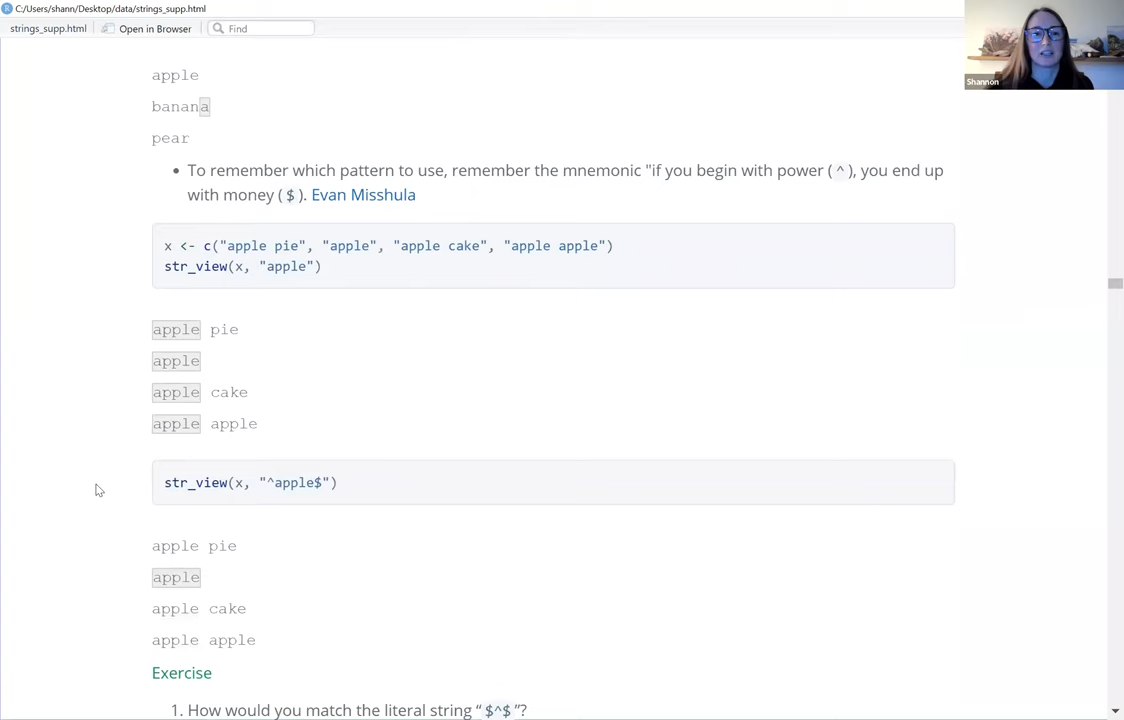 C:/Users/shann/Desktop/data/strings_supp.html
strings_supp.html Open in Browser Find
Shannon
apple
banana
pear
• To remember which pattern to use, remember the mnemonic "if you begin with power ( ^ ), you end up
with money ( $ ). Evan Misshula
x <- c("apple pie", "apple", "apple cake", "apple apple")
str_view(x, "apple")
apple pie
apple
apple cake
apple apple
str_view(x, "^apple$")
apple pie
apple
apple cake
apple apple
Exercise
1. How would you match the literal string “ $^$ ”?